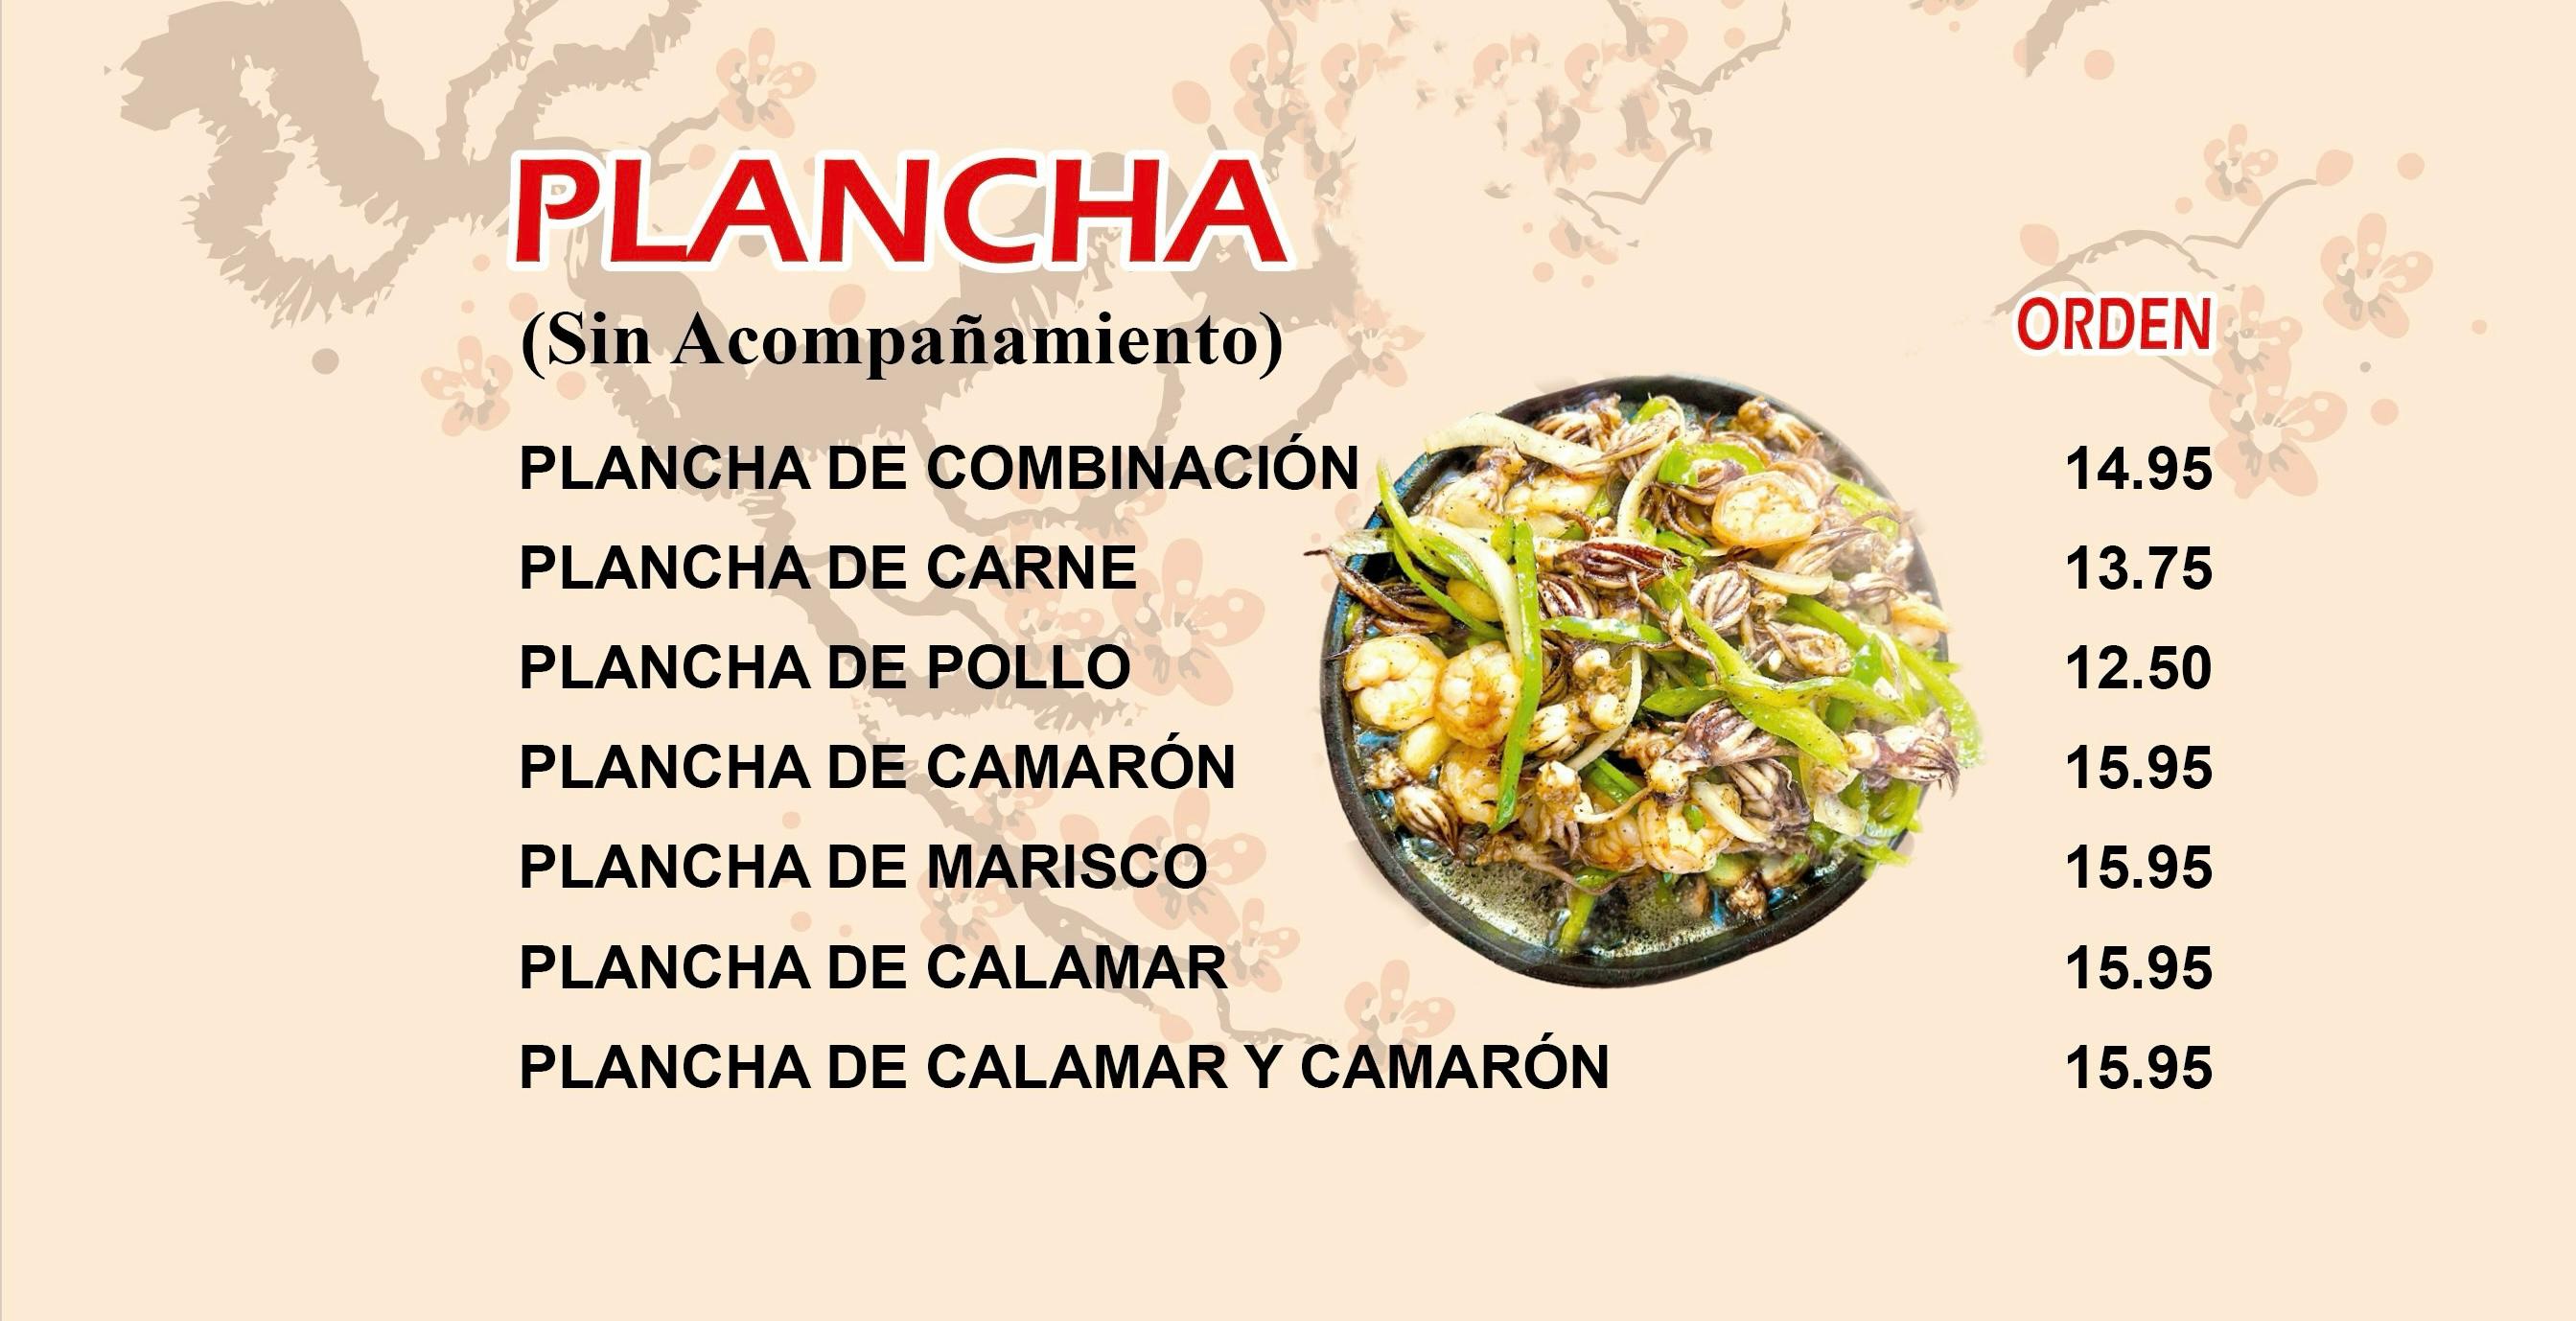 PLANCHA
(Sin Acompañamiento)
ORDEN
PLANCHA DE COMBINACIÓN 14.95
PLANCHA DE CARNE 13.75
PLANCHA DE POLLO 12.50
PLANCHA DE CAMARÓN 15.95
PLANCHA DE MARISCO 15.95
PLANCHA DE CALAMAR 15.95
PLANCHA DE CALAMAR Y CAMARÓN 15.95